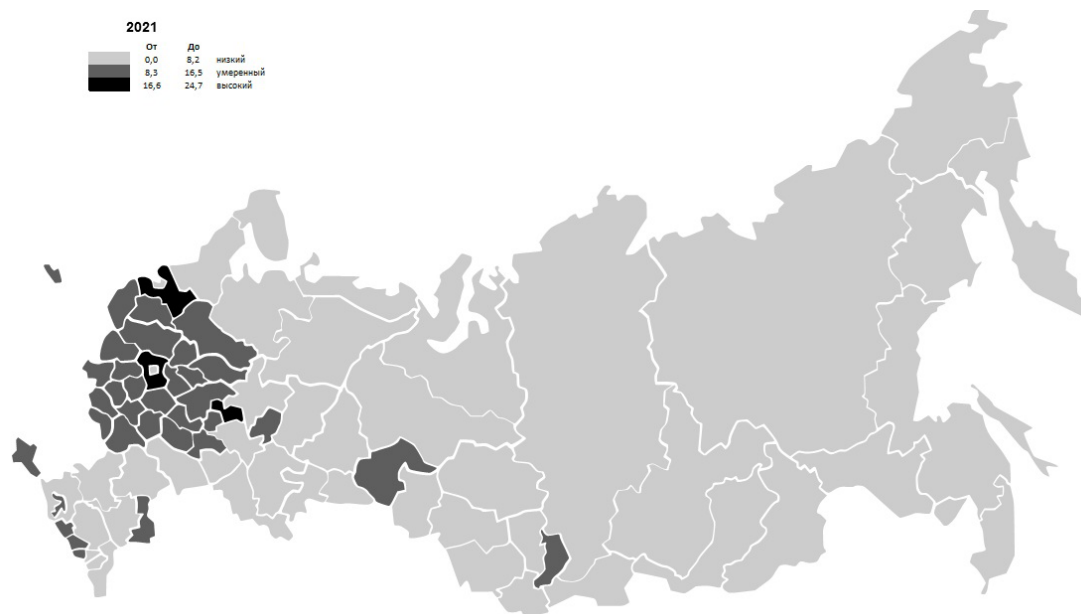 2021
От До
0,0 8,2 низкий
8,3 16,5 умеренный
16,6 24,7 высокий